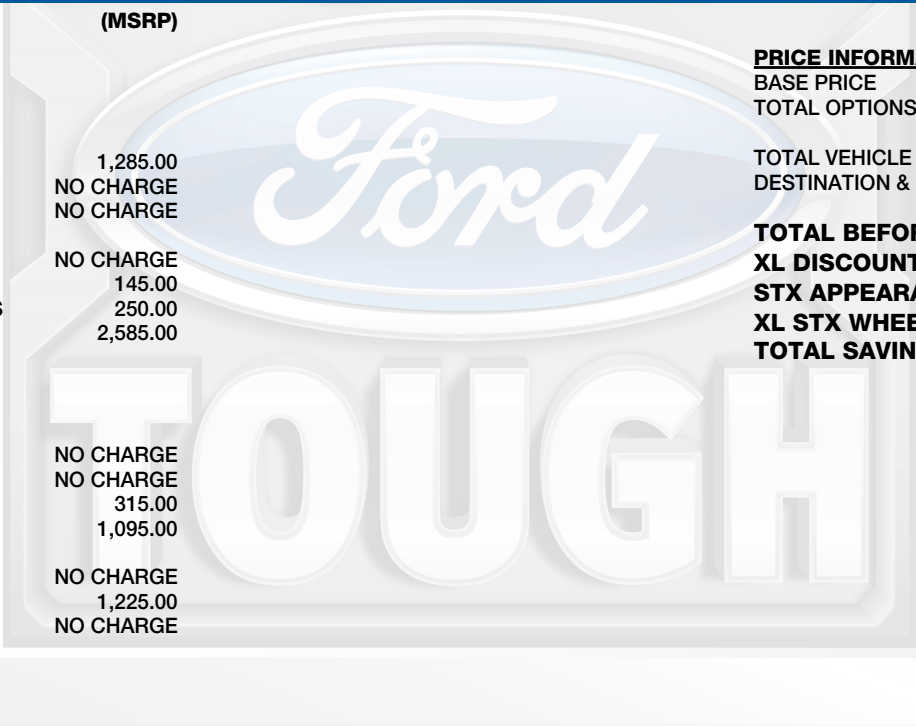 (MSRP)
1,285.00
NO CHARGE
NO CHARGE
NO CHARGE
145.00
250.00
2,585.00
NO CHARGE
NO CHARGE
315.00
1,095.00
NO CHARGE
1,225.00
NO CHARGE
PRICE INFORMA
BASE PRICE
TOTAL OPTIONS
TOTAL VEHICLE
DESTINATION &
TOTAL BEFOR
XL DISCOUNT
STX APPEARA
XL STX WHEE
TOTAL SAVIN
Ford
TOUGH